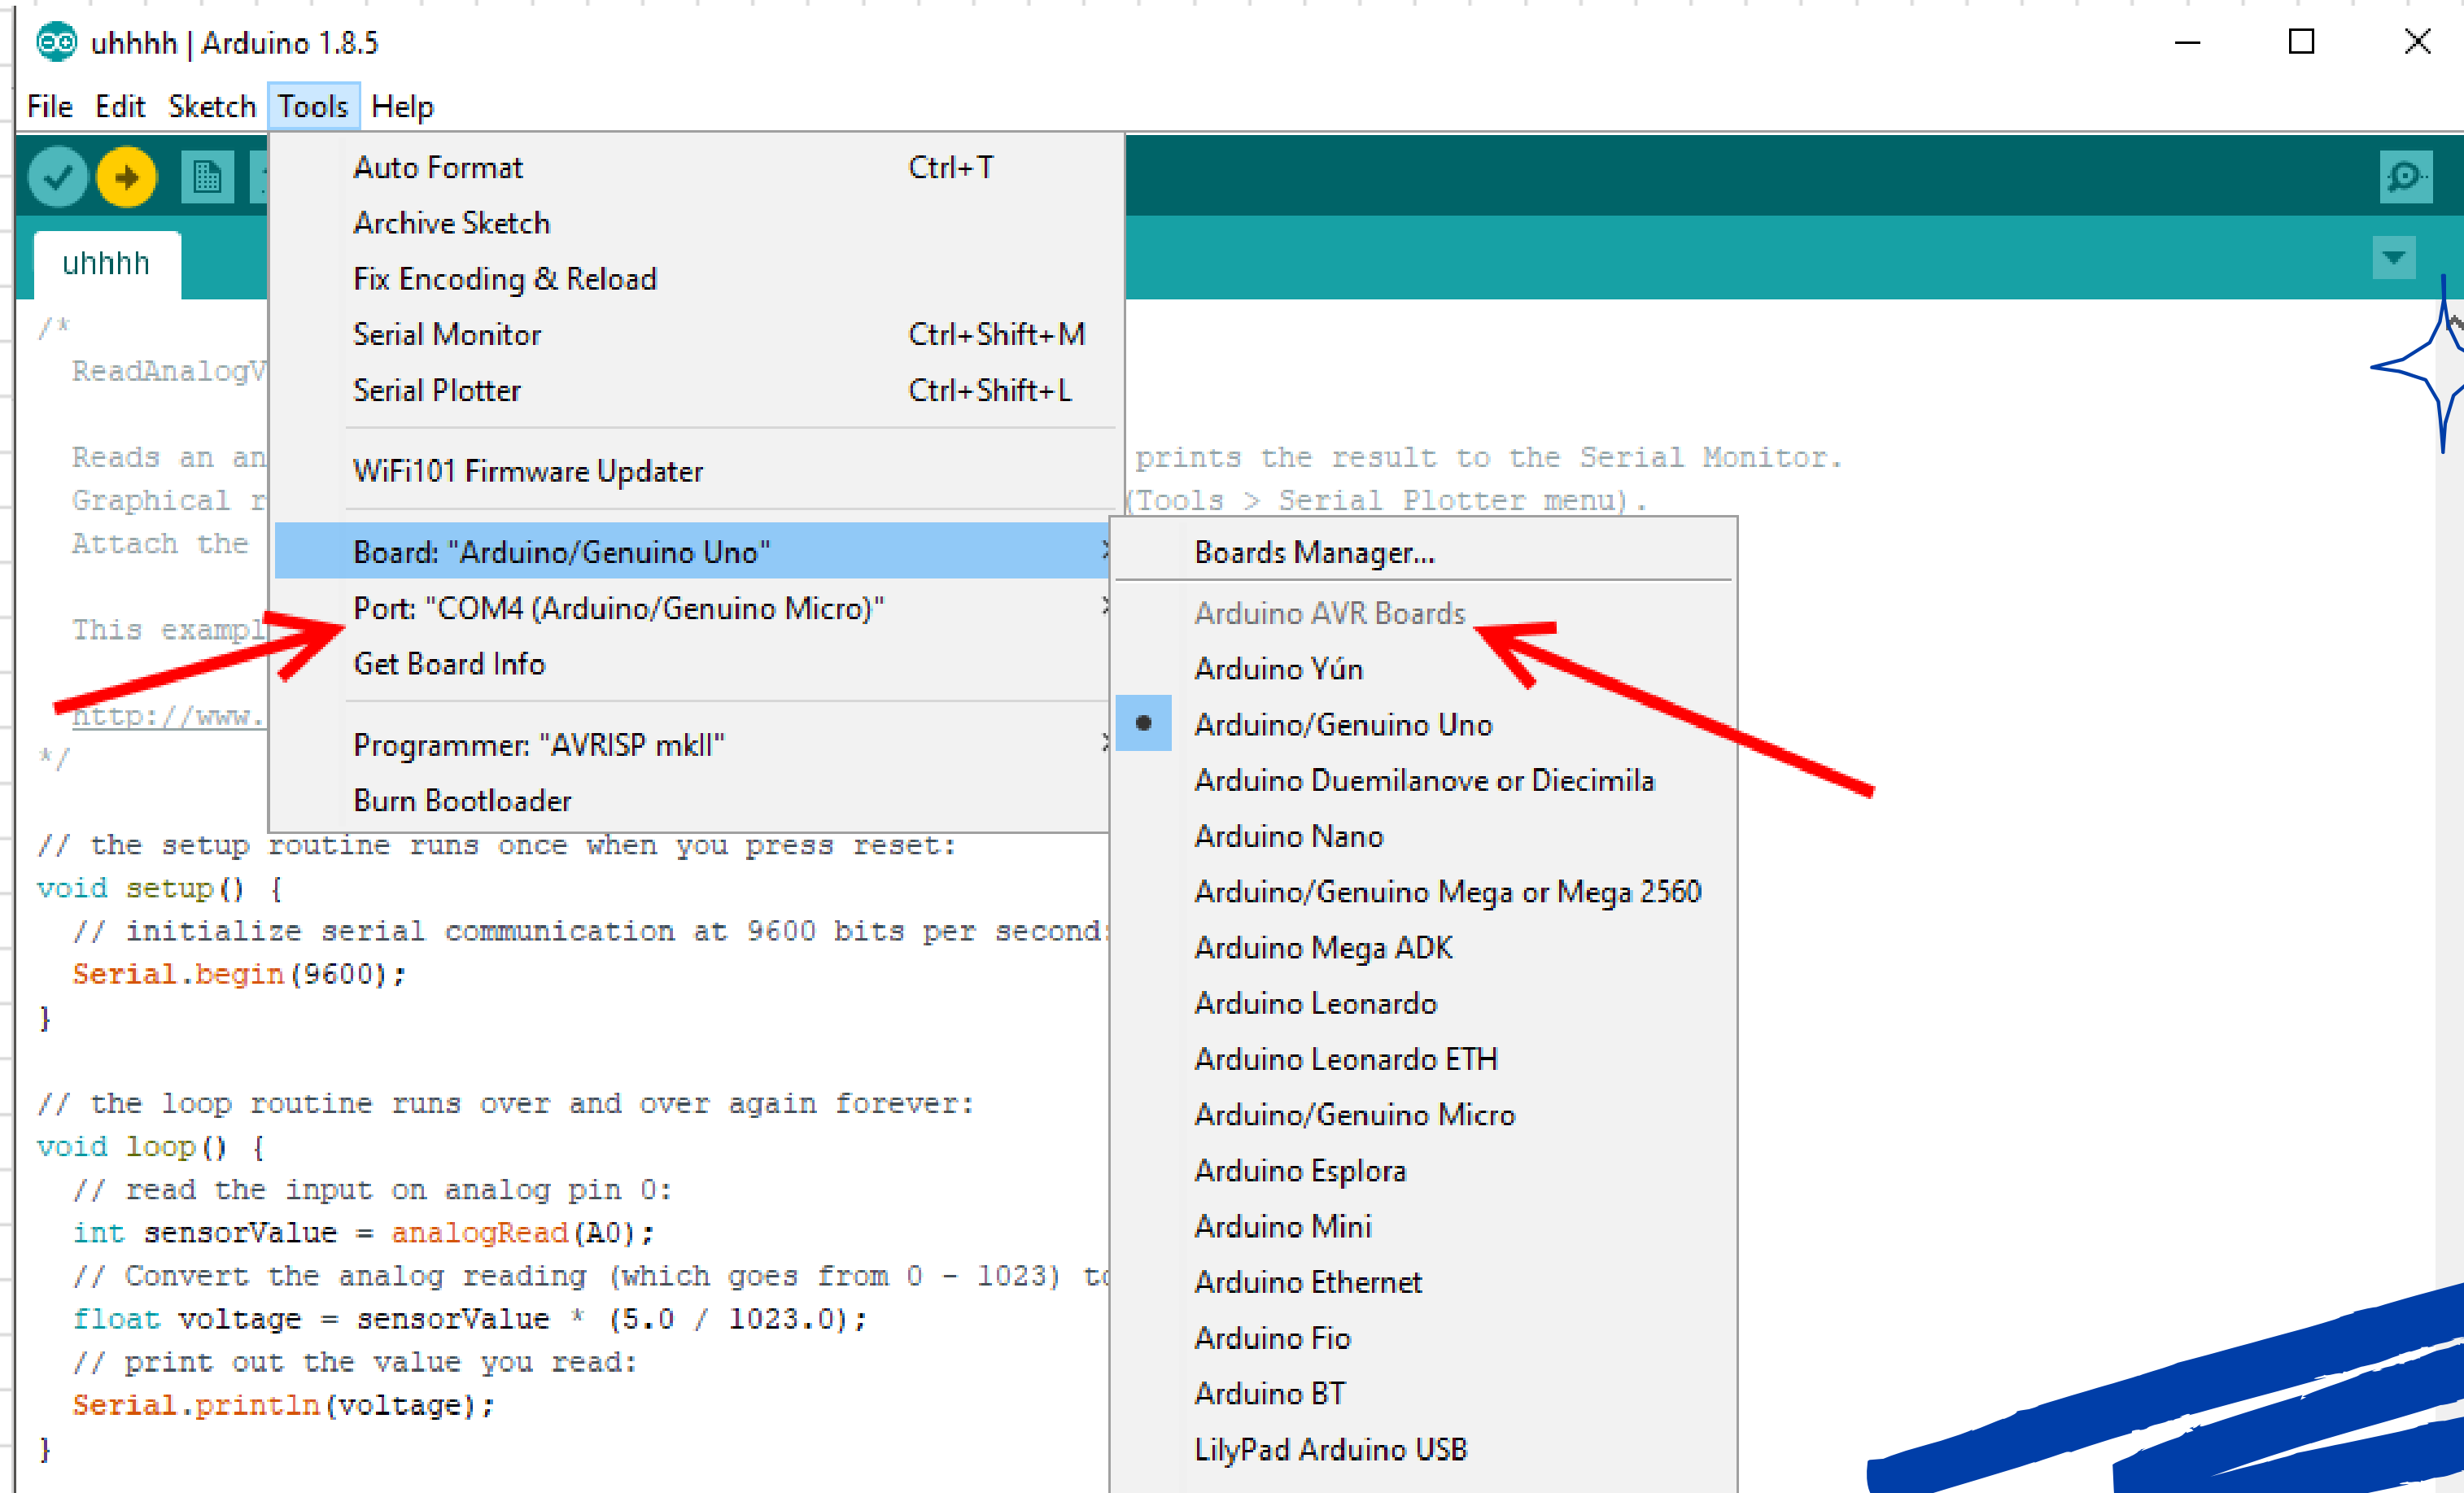 uhhhh | Arduino 1.8.5
File Edit Sketch Tools Help
Auto Format Ctrl+T
Archive Sketch
Fix Encoding & Reload
Serial Monitor Ctrl+Shift+M
Serial Plotter Ctrl+Shift+L
WiFi101 Firmware Updater
Board: "Arduino/Genuino Uno"
Port: "COM4 (Arduino/Genuino Micro)"
Get Board Info
Programmer: "AVRISP mkII"
Burn Bootloader
Boards Manager...
Arduino AVR Boards
Arduino Yún
Arduino/Genuino Uno
Arduino Duemilanove or Diecimila
Arduino Nano
Arduino/Genuino Mega or Mega 2560
Arduino Mega ADK
Arduino Leonardo
Arduino Leonardo ETH
Arduino/Genuino Micro
Arduino Esplora
Arduino Mini
Arduino Ethernet
Arduino Fio
Arduino BT
LilyPad Arduino USB
uhhhh
/*
ReadAnalogV
Reads an an prints the result to the Serial Monitor.
Graphical r (Tools > Serial Plotter menu).
Attach the
This exampl
http://www.
*/
// the setup routine runs once when you press reset:
void setup() {
// initialize serial communication at 9600 bits per second:
Serial.begin(9600);
}
// the loop routine runs over and over again forever:
void loop() {
// read the input on analog pin 0:
int sensorValue = analogRead(A0);
// Convert the analog reading (which goes from 0 - 1023) to
float voltage = sensorValue * (5.0 / 1023.0);
// print out the value you read:
Serial.println(voltage);
}